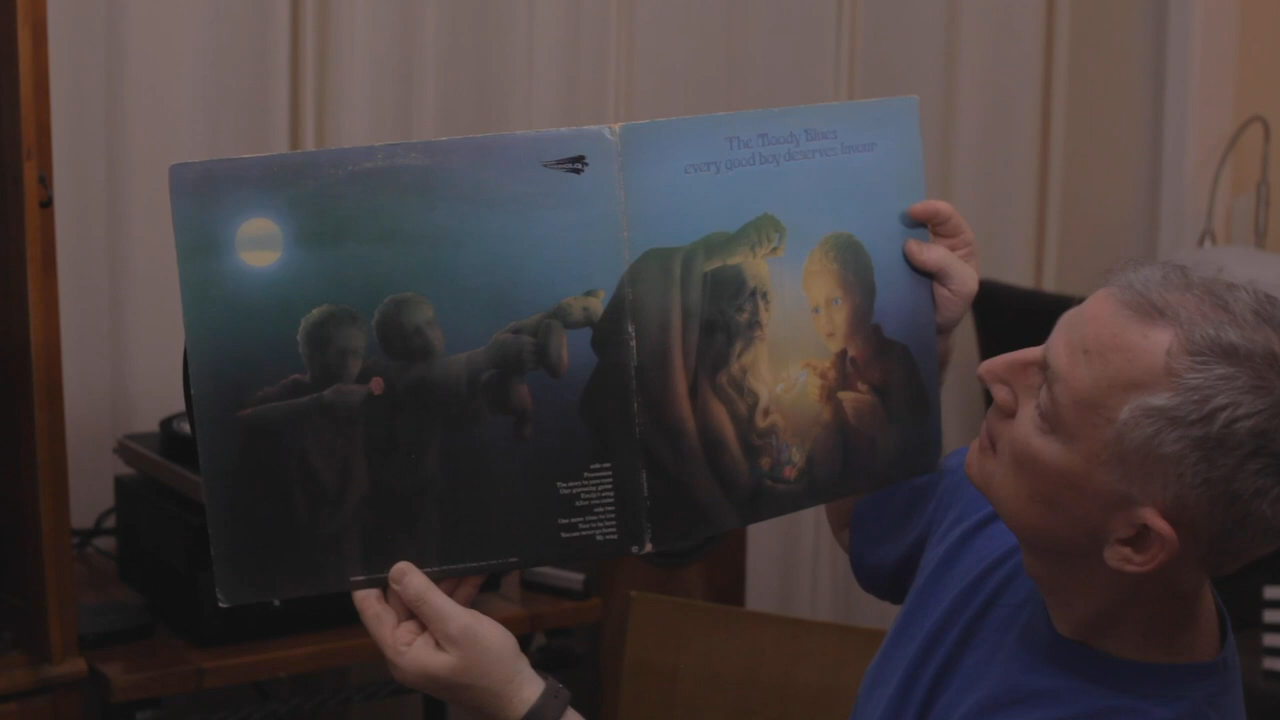 The Moody Blues
every good boy deserves favour
side one
Procession
The story in your eyes
Our guessing game
Emily's song
After you came
side two
One more time to live
Nice to be here
You can never go home
My song